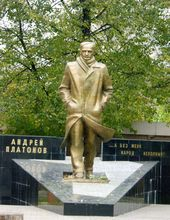 АНДРЕЙ
ПЛАТОНОВ
...А БЕЗ МЕНЯ
НАРОД НЕПОЛНЫЙ